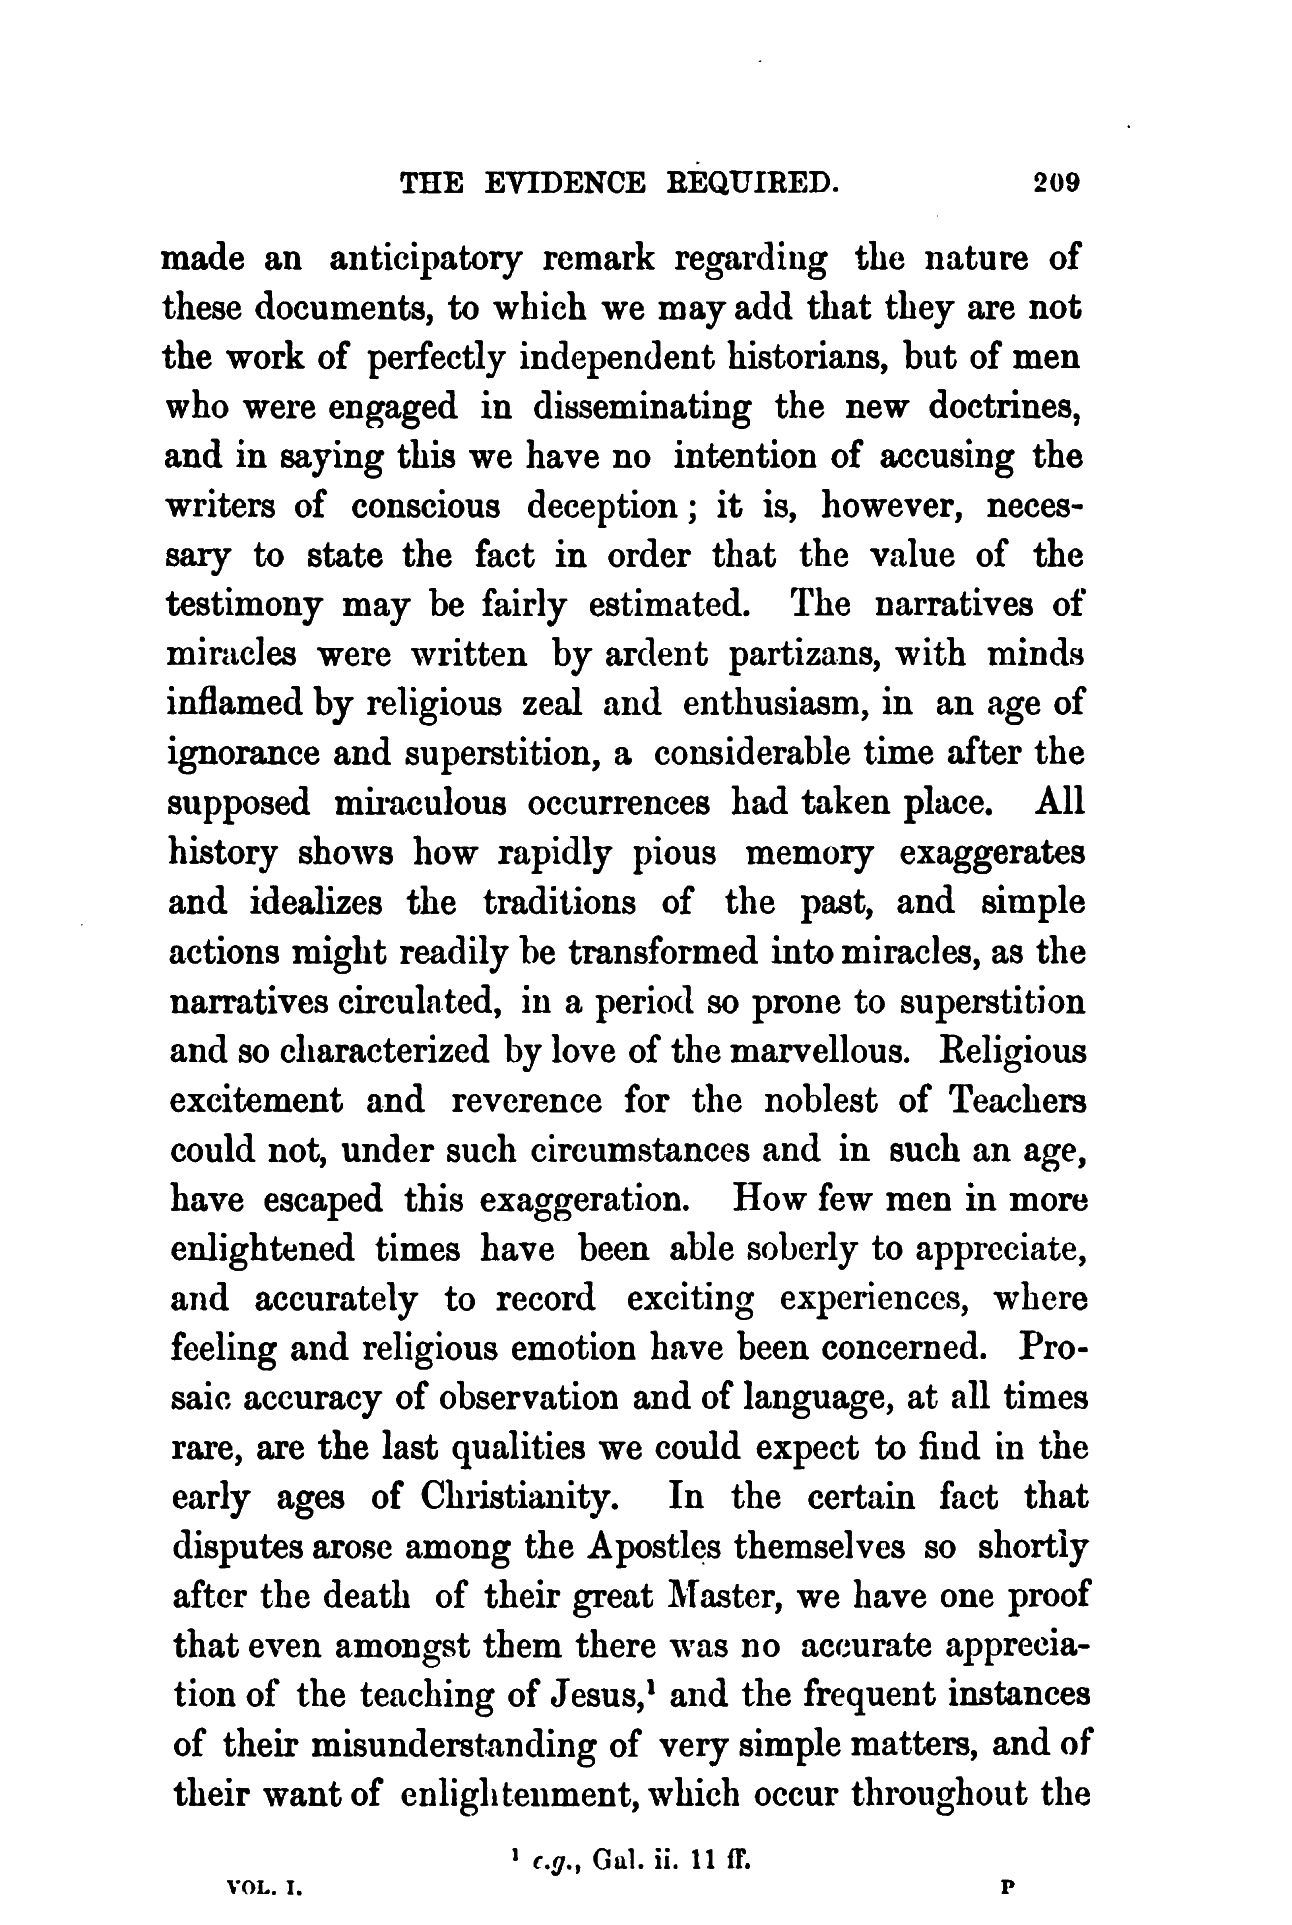 THE EVIDENCE REQUIRED. 209
made an anticipatory remark regarding the nature of
these documents, to which we may add that they are not
the work of perfectly independent historians, but of men
who were engaged in disseminating the new doctrines,
and in saying this we have no intention of accusing the
writers of conscious deception; it is, however, neces-
sary to state the fact in order that the value of the
testimony may be fairly estimated. The narratives of
miracles were written by ardent partizans, with minds
inflamed by religious zeal and enthusiasm, in an age of
ignorance and superstition, a considerable time after the
supposed miraculous occurrences had taken place. All
history shows how rapidly pious memory exaggerates
and idealizes the traditions of the past, and simple
actions might readily be transformed into miracles, as the
narratives circulated, in a period so prone to superstition
and so characterized by love of the marvellous. Religious
excitement and reverence for the noblest of Teachers
could not, under such circumstances and in such an age,
have escaped this exaggeration. How few men in more
enlightened times have been able soberly to appreciate,
and accurately to record exciting experiences, where
feeling and religious emotion have been concerned. Pro-
saic accuracy of observation and of language, at all times
rare, are the last qualities we could expect to find in the
early ages of Christianity. In the certain fact that
disputes arose among the Apostles themselves so shortly
after the death of their great Master, we have one proof
that even amongst them there was no accurate apprecia-
tion of the teaching of Jesus,¹ and the frequent instances
of their misunderstanding of very simple matters, and of
their want of enlightenment, which occur throughout the
¹ e.g., Gal. ii. 11 ff.
VOL. I. P